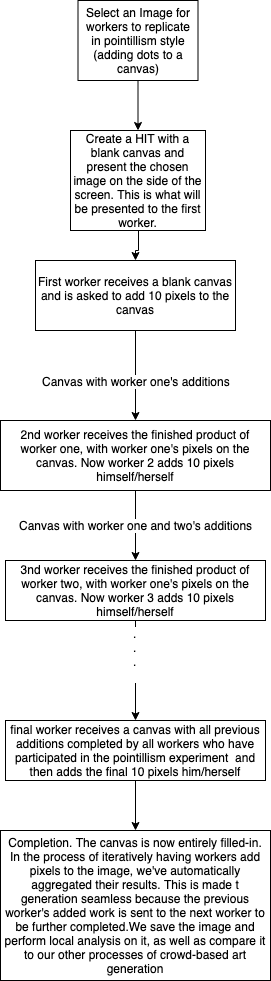 Select an Image for
workers to replicate
in pointillism style
(adding dots to a
canvas)
Create a HIT with a
blank canvas and
present the chosen
image on the side of the
screen. This is what will
be presented to the first
worker.
First worker receives a blank canvas
and is asked to add 10 pixels to the
canvas
Canvas with worker one's additions
2nd worker receives the finished product of
worker one, with worker one's pixels on the
canvas. Now worker 2 adds 10 pixels
himself/herself
Canvas with worker one and two's additions
3nd worker receives the finished product of
worker two, with worker one's pixels on the
canvas. Now worker 3 adds 10 pixels
himself/herself
.
.
.
final worker receives a canvas with all previous
additions completed by all workers who have
participated in the pointillism experiment and
then adds the final 10 pixels him/herself
Completion. The canvas is now entirely filled-in.
In the process of iteratively having workers add
pixels to the image, we've automatically
aggregated their results. This is made t
generation seamless because the previous
worker's added work is sent to the next worker to
be further completed.We save the image and
perform local analysis on it, as well as compare it
to our other processes of crowd-based art
generation